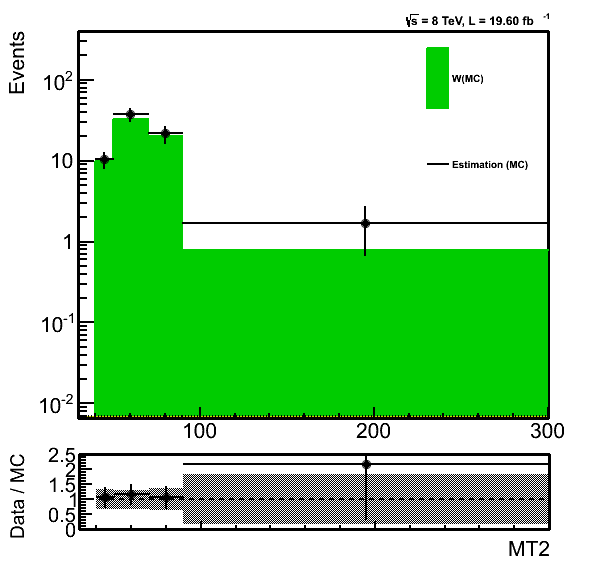 √s = 8 TeV, L = 19.60 fb⁻¹
Events
10²
10
1
10⁻¹
10⁻²
W(MC)
Estimation (MC)
100
200
300
Data / MC
2.5
2
1.5
1
0.5
0
MT2